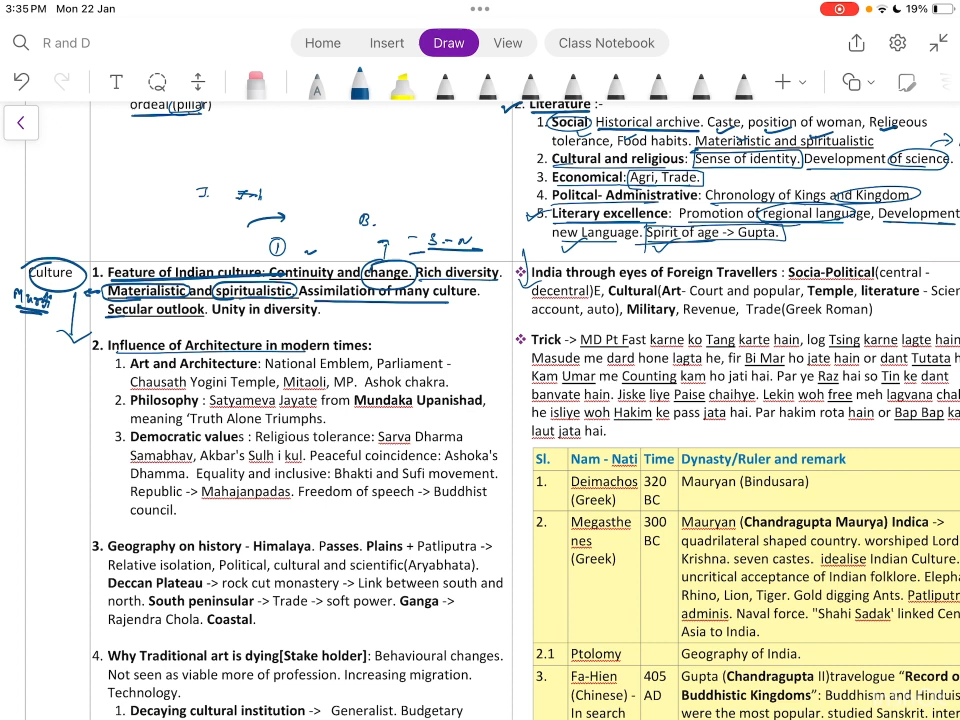 3:35 PM Mon 22 Jan
19%
R and D
Home Insert Draw View Class Notebook
T
A
ordeal (pillar)
I.
B.
①
S - N
Culture
1. Feature of Indian culture: Continuity and change. Rich diversity.
Materialistic and spiritualistic. Assimilation of many culture.
Secular outlook. Unity in diversity.
2. Influence of Architecture in modern times:
1. Art and Architecture: National Emblem, Parliament -
Chausath Yogini Temple, Mitaoli, MP. Ashok chakra.
2. Philosophy : Satyameva Jayate from Mundaka Upanishad,
meaning ‘Truth Alone Triumphs.
3. Democratic values : Religious tolerance: Sarva Dharma
Samabhav, Akbar's Sulh i kul. Peaceful coincidence: Ashoka's
Dhamma. Equality and inclusive: Bhakti and Sufi movement.
Republic -> Mahajanpadas. Freedom of speech -> Buddhist
council.
3. Geography on history - Himalaya. Passes. Plains + Patliputra ->
Relative isolation, Political, cultural and scientific(Aryabhata).
Deccan Plateau -> rock cut monastery -> Link between south and
north. South peninsular -> Trade -> soft power. Ganga ->
Rajendra Chola. Coastal.
4. Why Traditional art is dying[Stake holder]: Behavioural changes.
Not seen as viable more of profession. Increasing migration.
Technology.
1. Decaying cultural institution -> Generalist. Budgetary
2. Literature :-
1. Social Historical archive. Caste, position of woman, Religeous
tolerance, Food habits. Materialistic and spiritualistic
2. Cultural and religious: Sense of identity. Development of science.
3. Economical: Agri, Trade.
4. Politcal- Administrative: Chronology of Kings and Kingdom
5. Literary excellence: Promotion of regional language, Development
new Language. Spirit of age -> Gupta.
❖ India through eyes of Foreign Travellers : Socia-Political(central -
decentral)E, Cultural(Art- Court and popular, Temple, literature - Scien
account, auto), Military, Revenue, Trade(Greek Roman)
❖ Trick -> MD Pt Fast karne ko Tang karte hain, log Tsing karne lagte hain
Masude me dard hone lagta he, fir Bi Mar ho jate hain or dant Tutata h
Kam Umar me Counting kam ho jati hai. Par ye Raz hai so Tin ke dant
banvate hain. Jiske liye Paise chaihye. Lekin woh free meh lagvana chal
he isliye woh Hakim ke pass jata hai. Par hakim rota hain or Bap Bap ka
laut jata hai.
Sl. Nam - Nati Time Dynasty/Ruler and remark
1. Deimachos (Greek) 320 BC Mauryan (Bindusara)
2. Megasthe nes (Greek) 300 BC Mauryan (Chandragupta Maurya) Indica ->
quadrilateral shaped country. worshiped Lord
Krishna. seven castes. idealise Indian Culture.
uncritical acceptance of Indian folklore. Eleph
Rhino, Lion, Tiger. Gold digging Ants. Patliputr
adminis. Naval force. "Shahi Sadak' linked Cen
Asia to India.
2.1 Ptolomy Geography of India.
3. Fa-Hien (Chinese) - In search 405 AD Gupta (Chandragupta II)travelogue “Record o
Buddhistic Kingdoms”: Buddhism and Hinduis
were the most popular. studied Sanskrit. inter